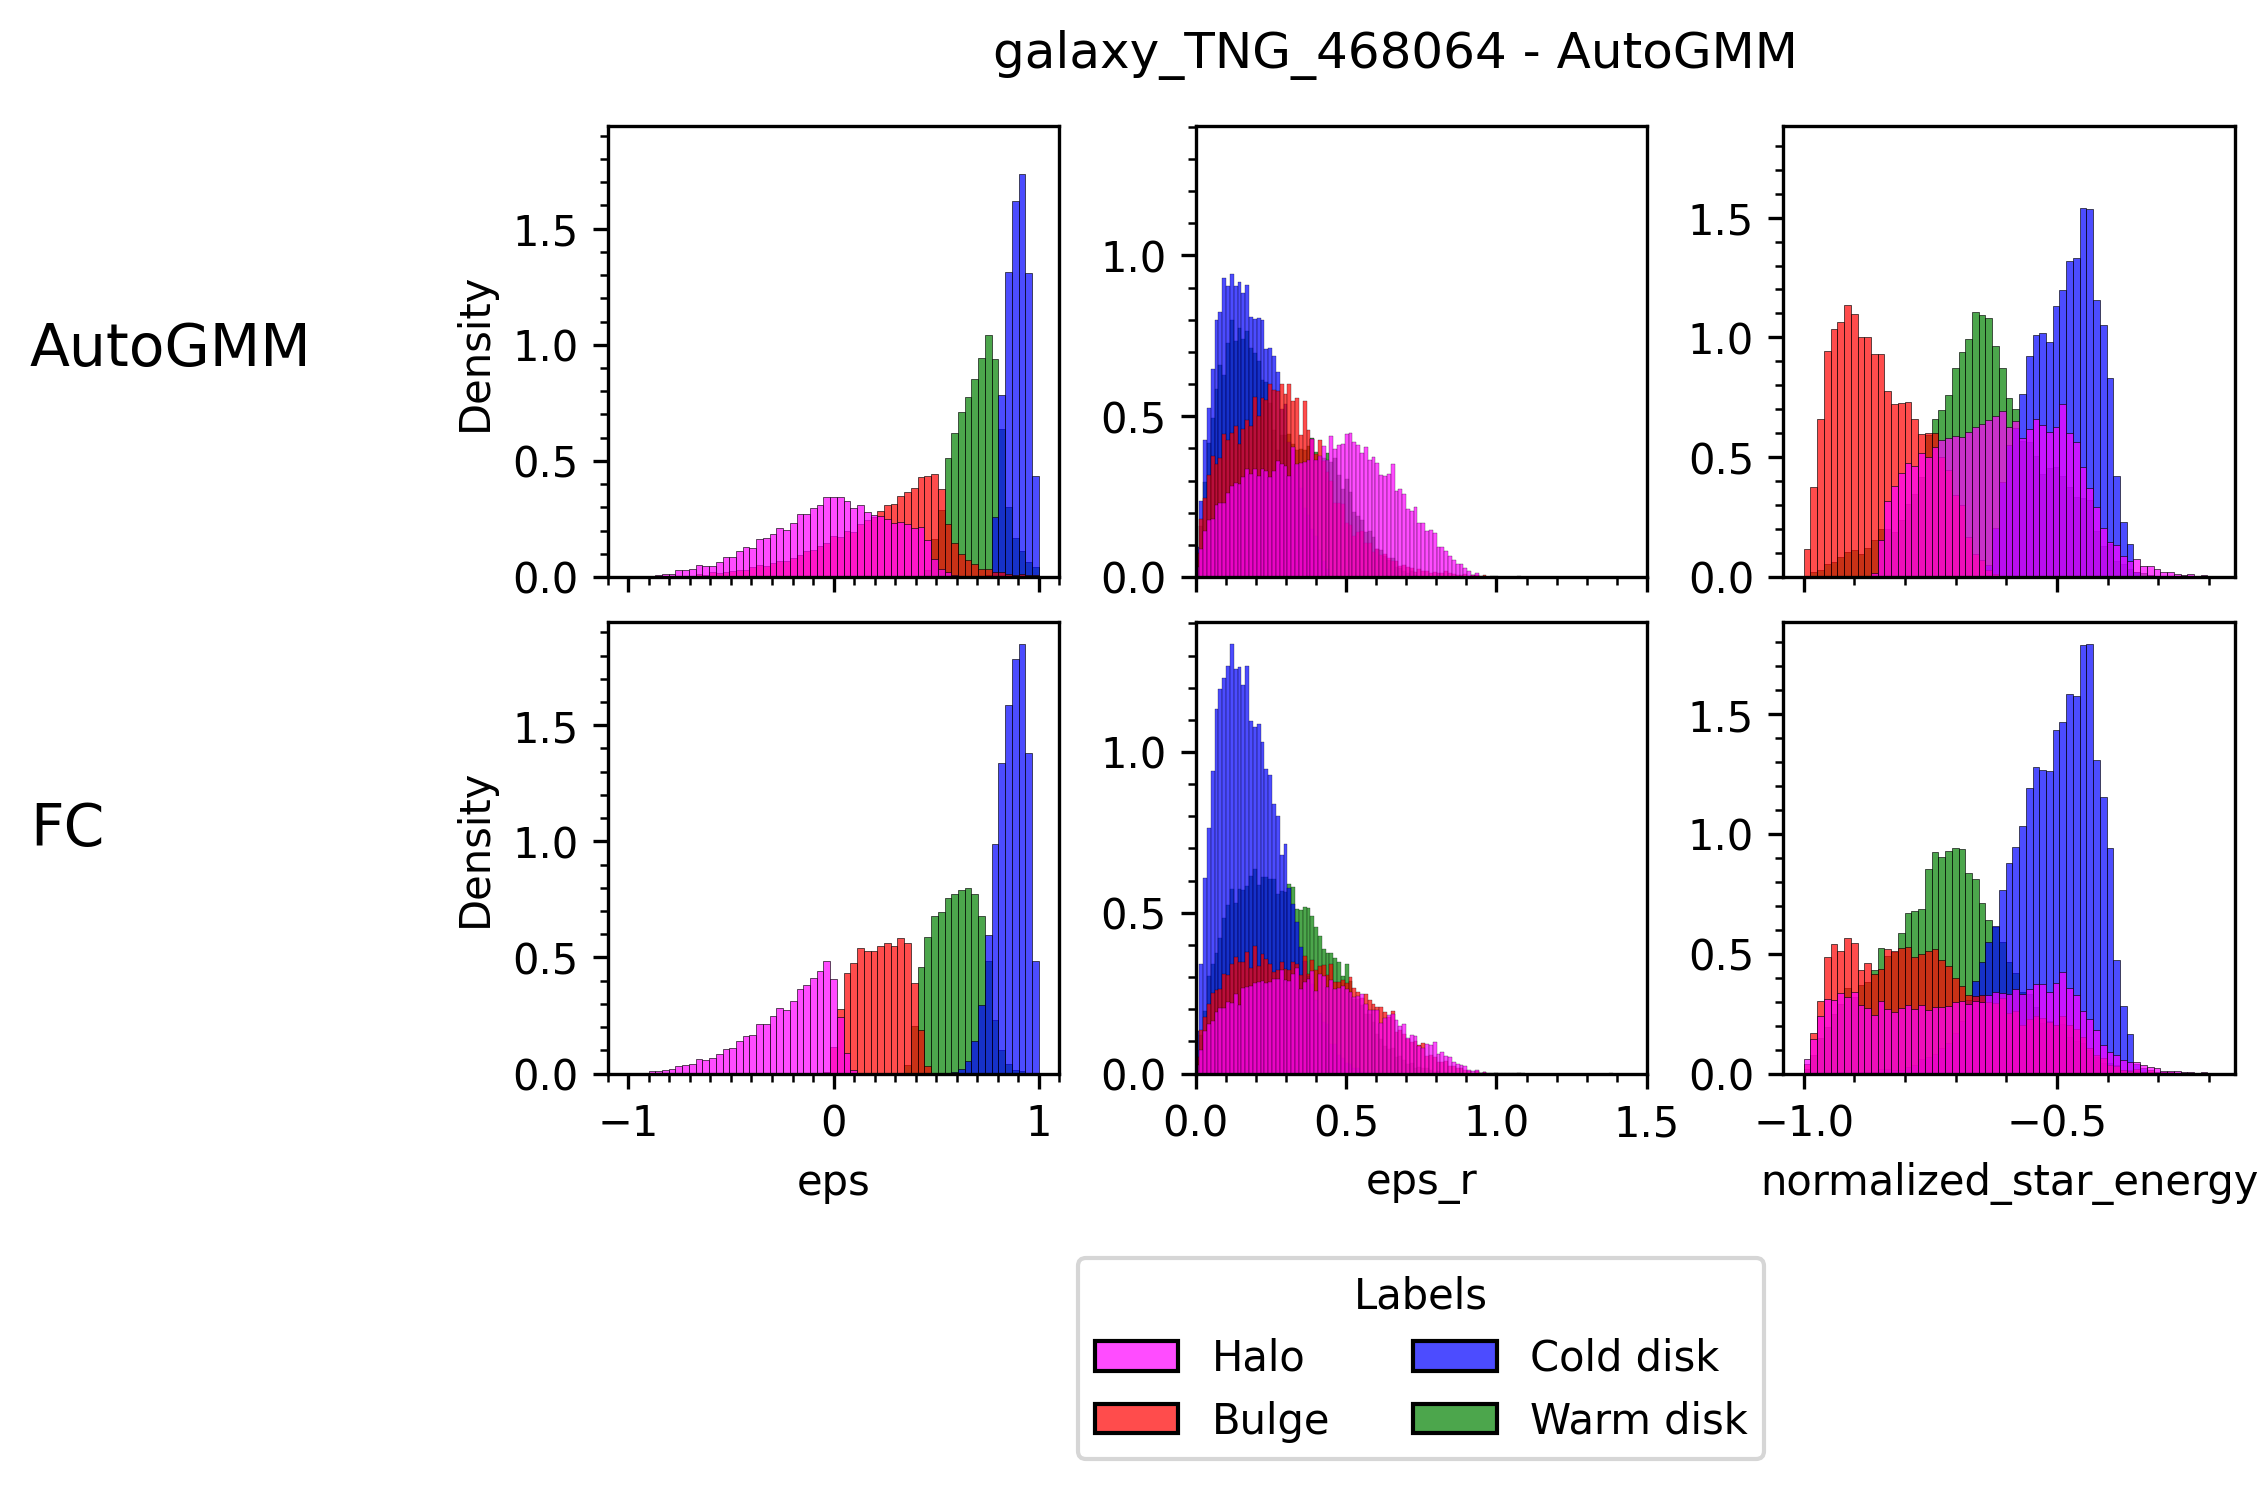 galaxy_TNG_468064 - AutoGMM
AutoGMM
Density
0.0
0.5
1.0
1.5
0.0
0.5
1.0
0.0
0.5
1.0
1.5
FC
Density
0.0
0.5
1.0
1.5
0.0
0.5
1.0
0.0
0.5
1.0
1.5
−1 0 1
0.0 0.5 1.0 1.5
−1.0 −0.5
eps
eps_r
normalized_star_energy
Labels
Halo
Bulge
Cold disk
Warm disk